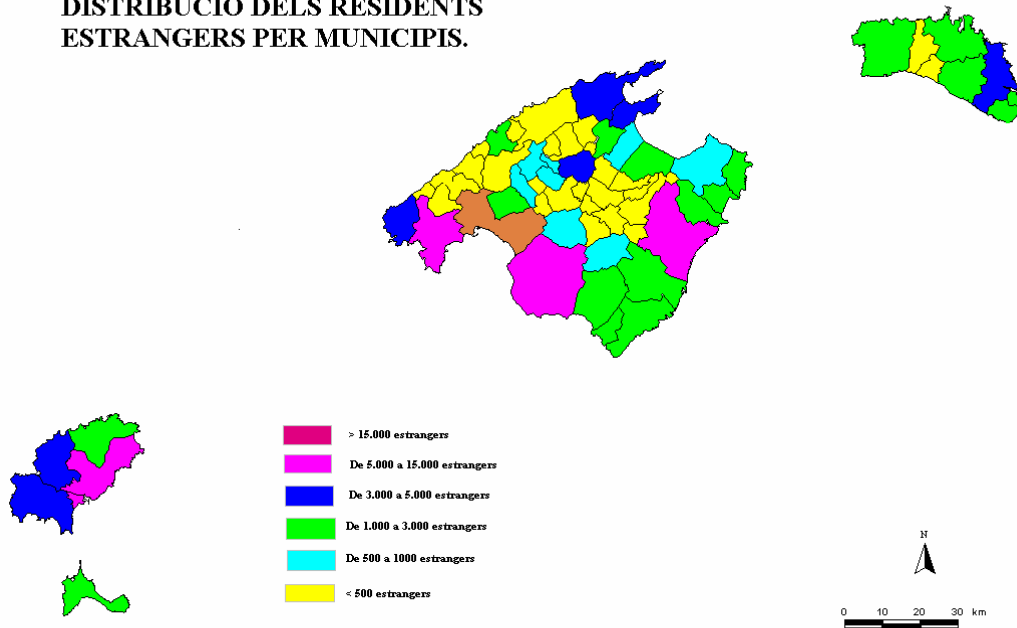 DISTRIBUCIÓ DELS RESIDENTS
ESTRANGERS PER MUNICIPIS.
> 15.000 estrangers
De 5.000 a 15.000 estrangers
De 3.000 a 5.000 estrangers
De 1.000 a 3.000 estrangers
De 500 a 1000 estrangers
< 500 estrangers
N
0 10 20 30 km